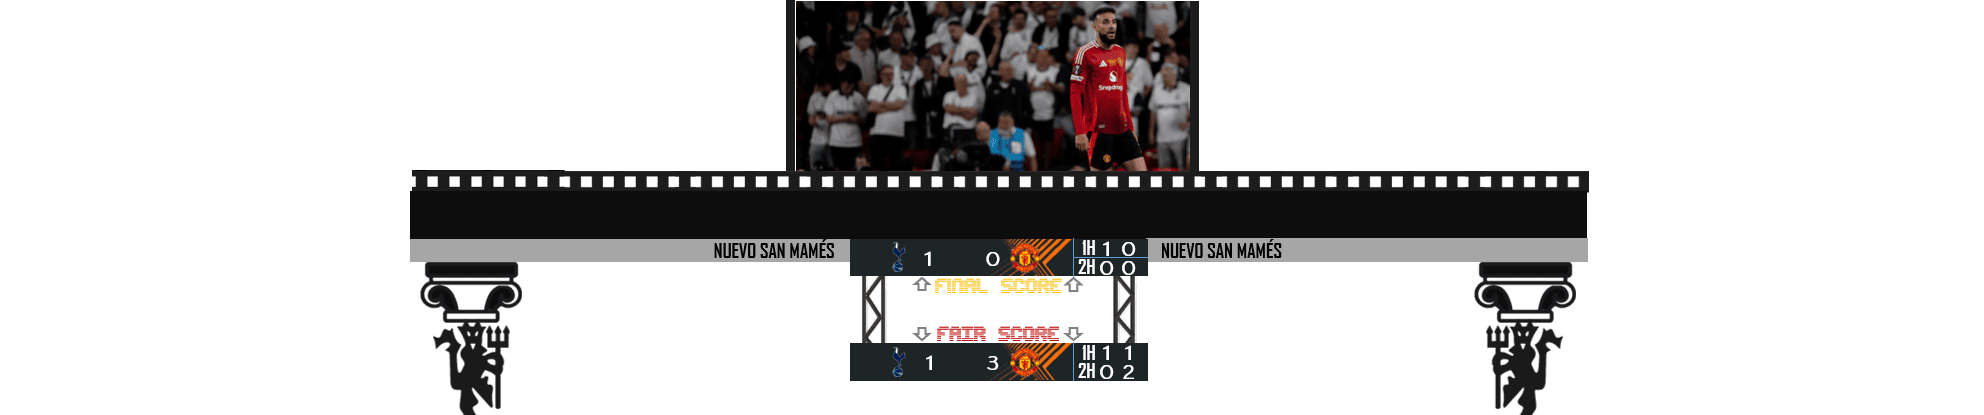 Snapdragon
NUEVO SAN MAMÉS
1 0
1H 1 0
2H 0 0
NUEVO SAN MAMÉS
FINAL SCORE
FAIR SCORE
1 3
1H 1 1
2H 0 2